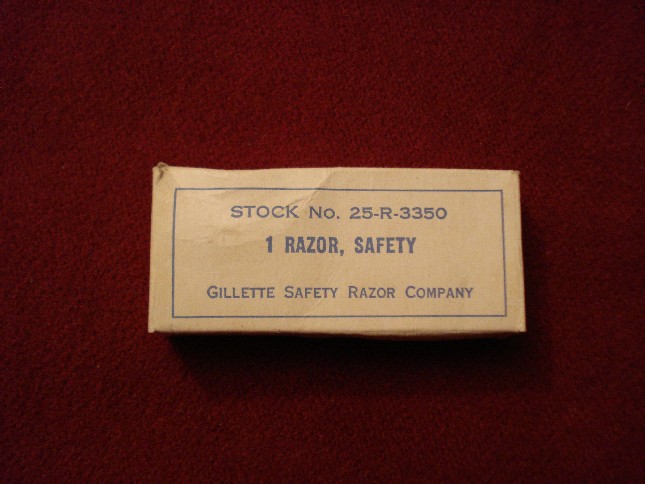 STOCK No. 25-R-3350
1 RAZOR, SAFETY
GILLETTE SAFETY RAZOR COMPANY